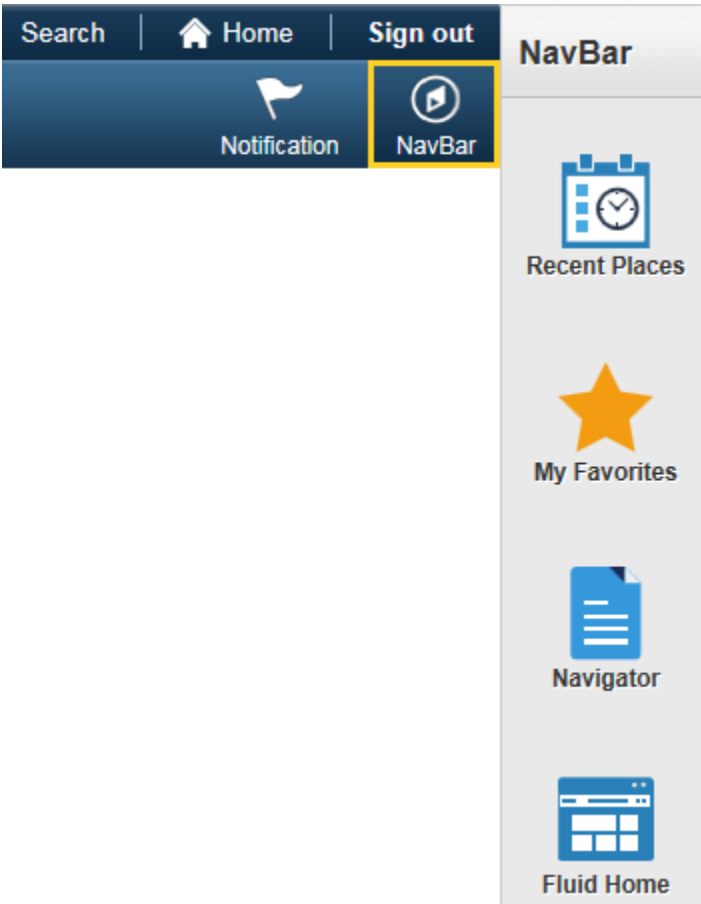 Search | Home | Sign out
Notification NavBar
NavBar
Recent Places
My Favorites
Navigator
Fluid Home